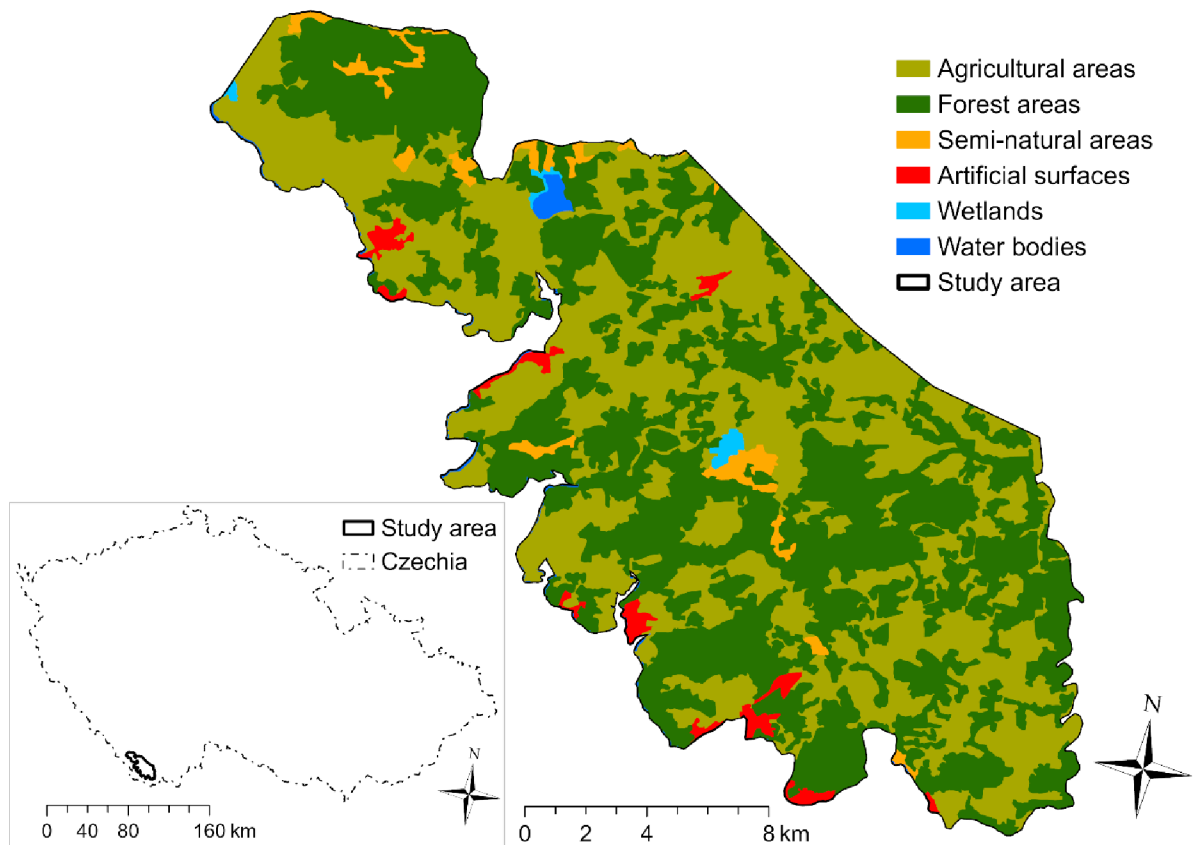 Agricultural areas
Forest areas
Semi-natural areas
Artificial surfaces
Wetlands
Water bodies
Study area
Study area
Czechia
N
0 40 80 160 km
N
0 2 4 8 km